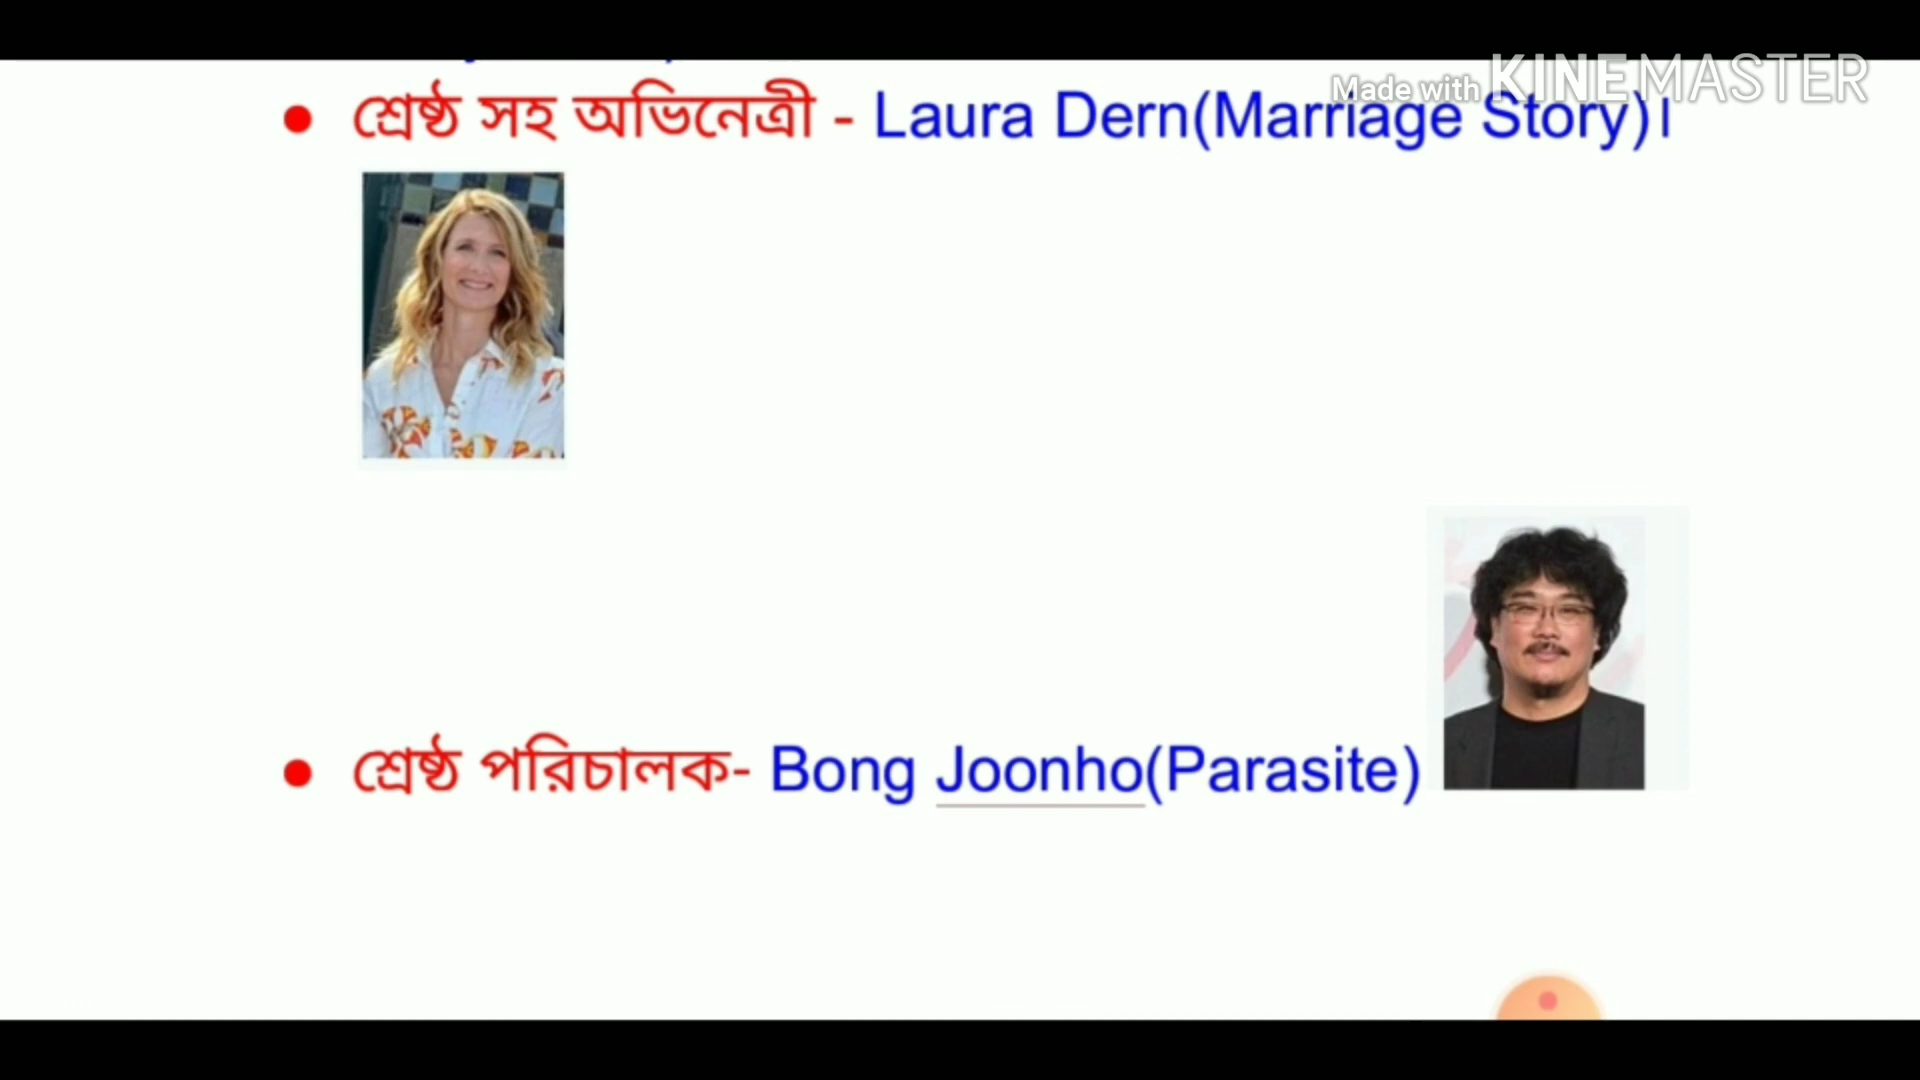 Made with KINEMASTER
• শ্রেষ্ঠ সহ অভিনেত্রী - Laura Dern(Marriage Story)।
• শ্রেষ্ঠ পরিচালক- Bong Joonho(Parasite)